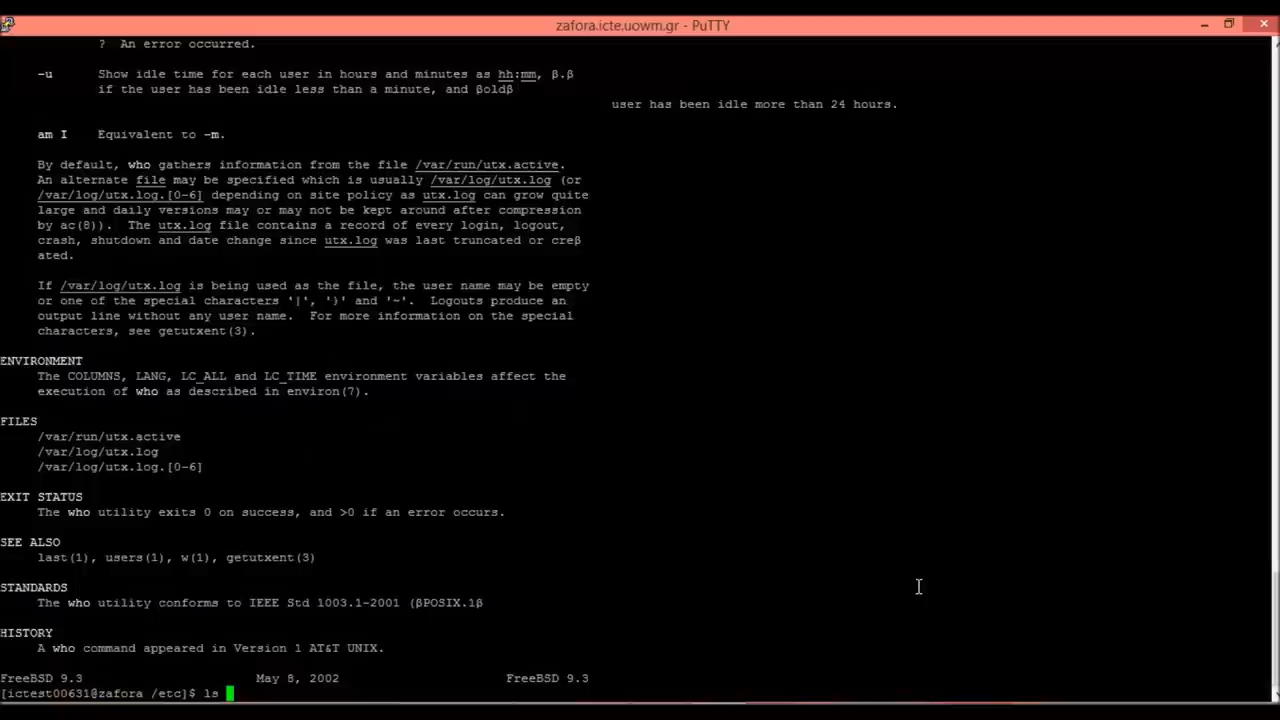 zafora.icte.uowm.gr - PuTTY
? An error occurred.
-u Show idle time for each user in hours and minutes as hh:mm, β.β
if the user has been idle less than a minute, and βoldβ
user has been idle more than 24 hours.
am I Equivalent to -m.
By default, who gathers information from the file /var/run/utx.active.
An alternate file may be specified which is usually /var/log/utx.log (or
/var/log/utx.log.[0-6] depending on site policy as utx.log can grow quite
large and daily versions may or may not be kept around after compression
by ac(8)). The utx.log file contains a record of every login, logout,
crash, shutdown and date change since utx.log was last truncated or creβ
ated.
If /var/log/utx.log is being used as the file, the user name may be empty
or one of the special characters '|', '}' and '~'. Logouts produce an
output line without any user name. For more information on the special
characters, see getutxent(3).
ENVIRONMENT
The COLUMNS, LANG, LC_ALL and LC_TIME environment variables affect the
execution of who as described in environ(7).
FILES
/var/run/utx.active
/var/log/utx.log
/var/log/utx.log.[0-6]
EXIT STATUS
The who utility exits 0 on success, and >0 if an error occurs.
SEE ALSO
last(1), users(1), w(1), getutxent(3)
STANDARDS
The who utility conforms to IEEE Std 1003.1-2001 (βPOSIX.1β
HISTORY
A who command appeared in Version 1 AT&T UNIX.
FreeBSD 9.3 May 8, 2002 FreeBSD 9.3
[ictest00631@zafora /etc]$ ls